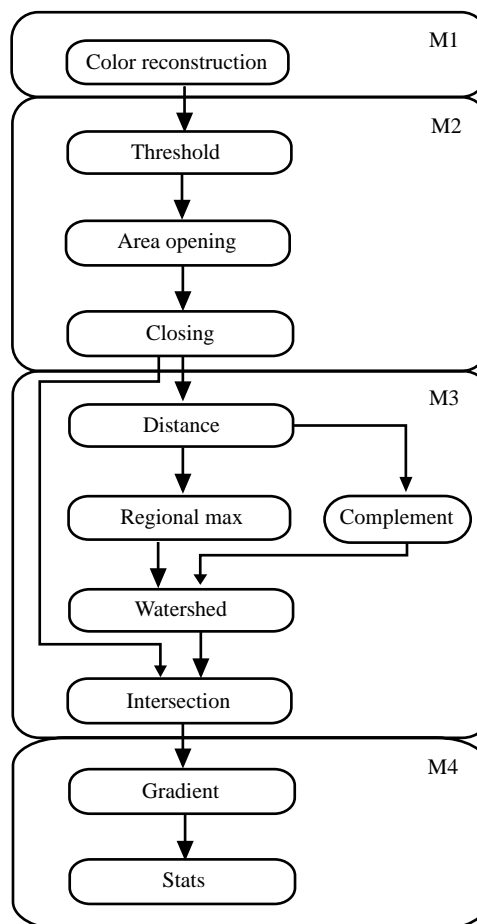 M1
Color reconstruction
M2
Threshold
Area opening
Closing
M3
Distance
Regional max
Complement
Watershed
Intersection
M4
Gradient
Stats